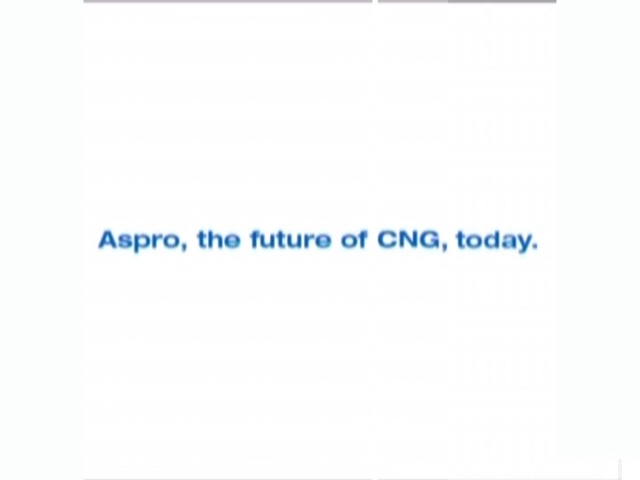 Aspro, the future of CNG, today.